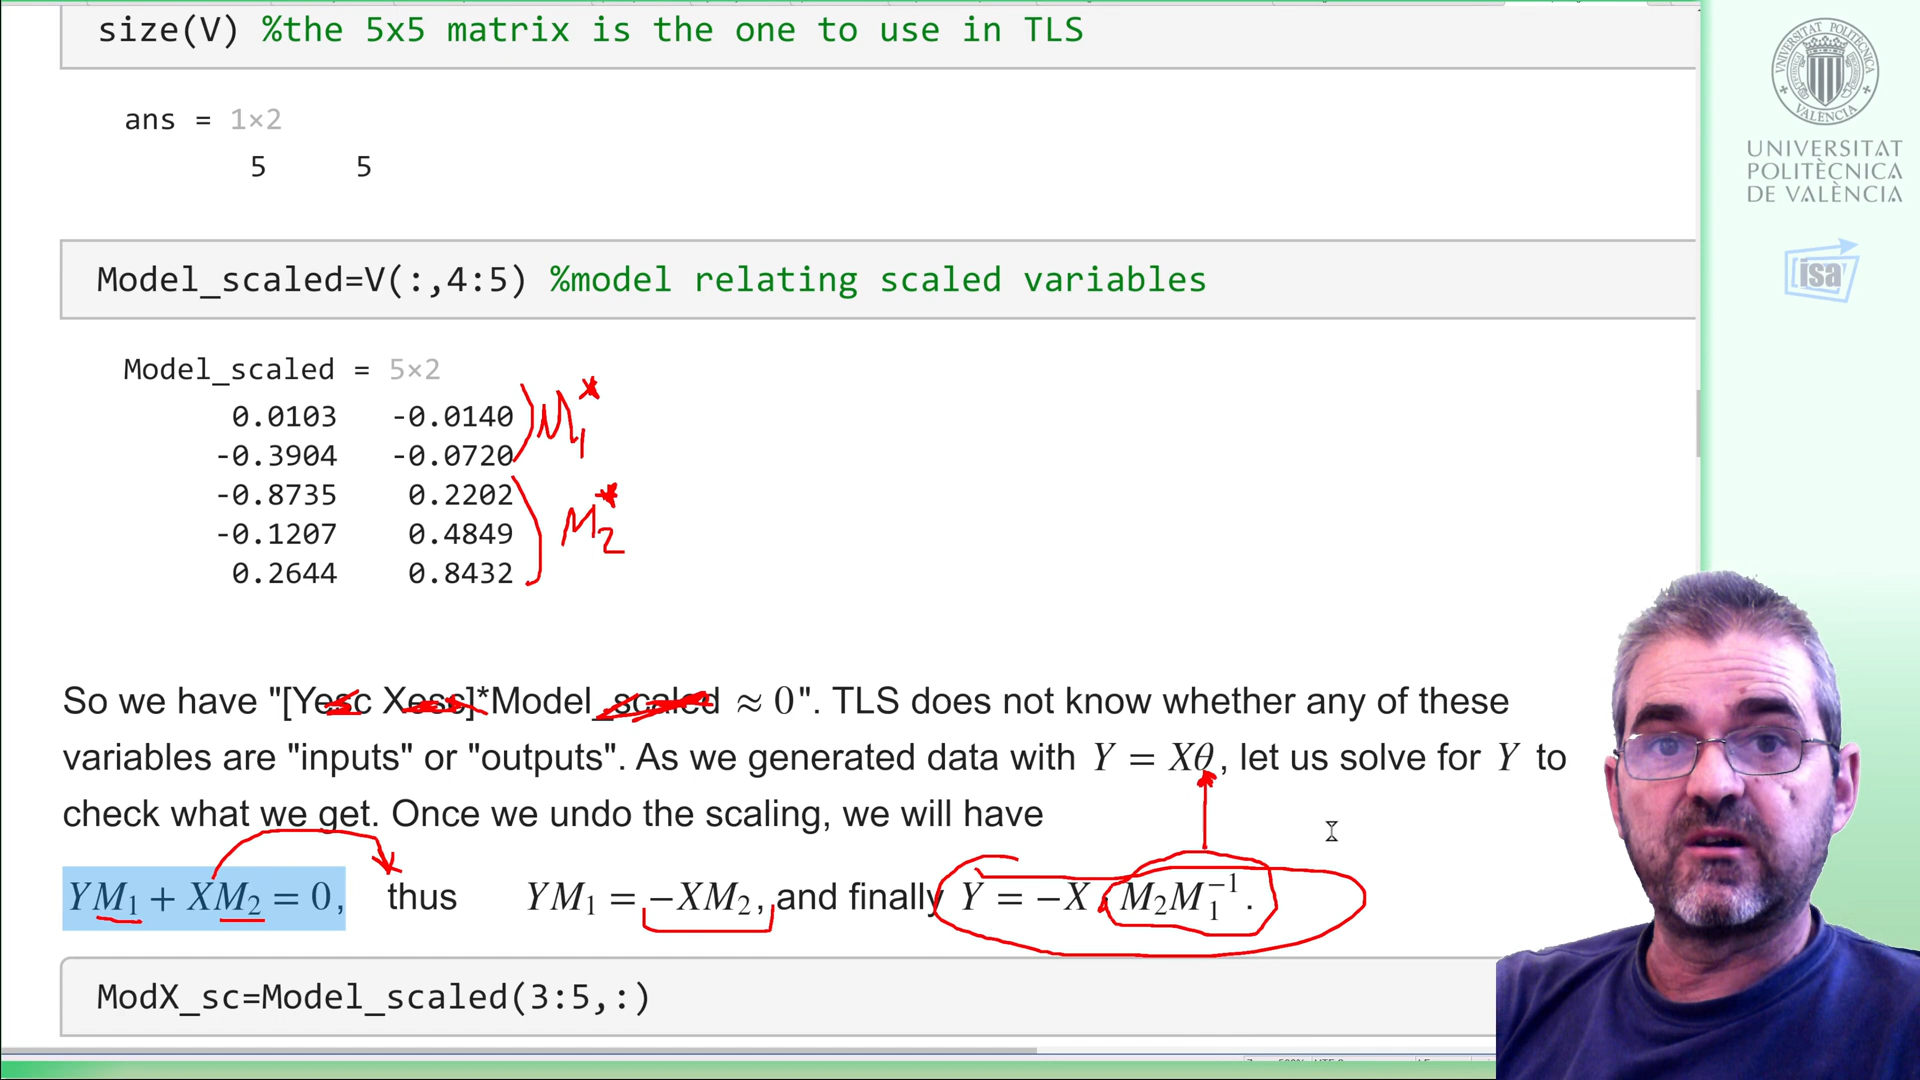 size(V) %the 5x5 matrix is the one to use in TLS
ans = 1×2
5 5
Model_scaled=V(:,4:5) %model relating scaled variables
Model_scaled = 5×2
0.0103 -0.0140
-0.3904 -0.0720
-0.8735 0.2202
-0.1207 0.4849
0.2644 0.8432
M₁*
M₂*
So we have "[Yesc Xesc]*Model_scaled ≈ 0". TLS does not know whether any of these
variables are "inputs" or "outputs". As we generated data with Y = Xθ, let us solve for Y to
check what we get. Once we undo the scaling, we will have
YM₁ + XM₂ = 0, thus YM₁ = −XM₂, and finally Y = −X · M₂M₁⁻¹.
ModX_sc=Model_scaled(3:5,:)
UNIVERSITAT
POLITÈCNICA
DE VALÈNCIA
isa